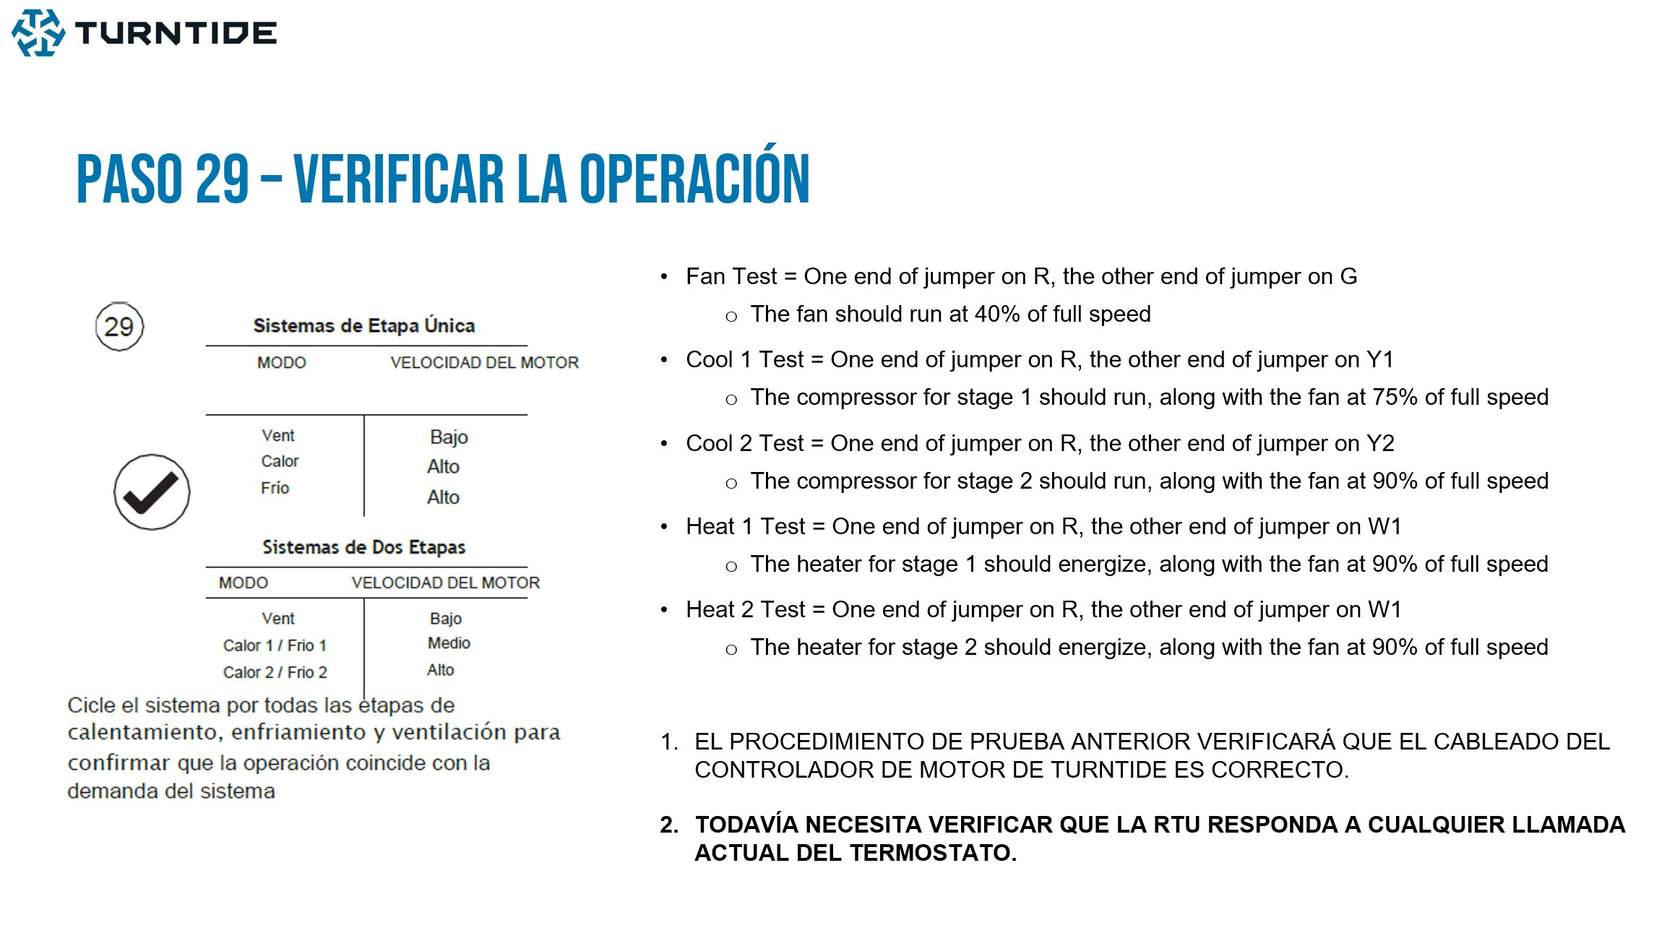 TURNTIDE
PASO 29 – VERIFICAR LA OPERACIÓN
29
Sistemas de Etapa Única
MODO VELOCIDAD DEL MOTOR
Vent Bajo
Calor Alto
Frío Alto
Sistemas de Dos Etapas
MODO VELOCIDAD DEL MOTOR
Vent Bajo
Calor 1 / Frio 1 Medio
Calor 2 / Frio 2 Alto
Cicle el sistema por todas las etapas de
calentamiento, enfriamiento y ventilación para
confirmar que la operación coincide con la
demanda del sistema
• Fan Test = One end of jumper on R, the other end of jumper on G
o The fan should run at 40% of full speed
• Cool 1 Test = One end of jumper on R, the other end of jumper on Y1
o The compressor for stage 1 should run, along with the fan at 75% of full speed
• Cool 2 Test = One end of jumper on R, the other end of jumper on Y2
o The compressor for stage 2 should run, along with the fan at 90% of full speed
• Heat 1 Test = One end of jumper on R, the other end of jumper on W1
o The heater for stage 1 should energize, along with the fan at 90% of full speed
• Heat 2 Test = One end of jumper on R, the other end of jumper on W1
o The heater for stage 2 should energize, along with the fan at 90% of full speed
1. EL PROCEDIMIENTO DE PRUEBA ANTERIOR VERIFICARÁ QUE EL CABLEADO DEL
CONTROLADOR DE MOTOR DE TURNTIDE ES CORRECTO.
2. TODAVÍA NECESITA VERIFICAR QUE LA RTU RESPONDA A CUALQUIER LLAMADA
ACTUAL DEL TERMOSTATO.